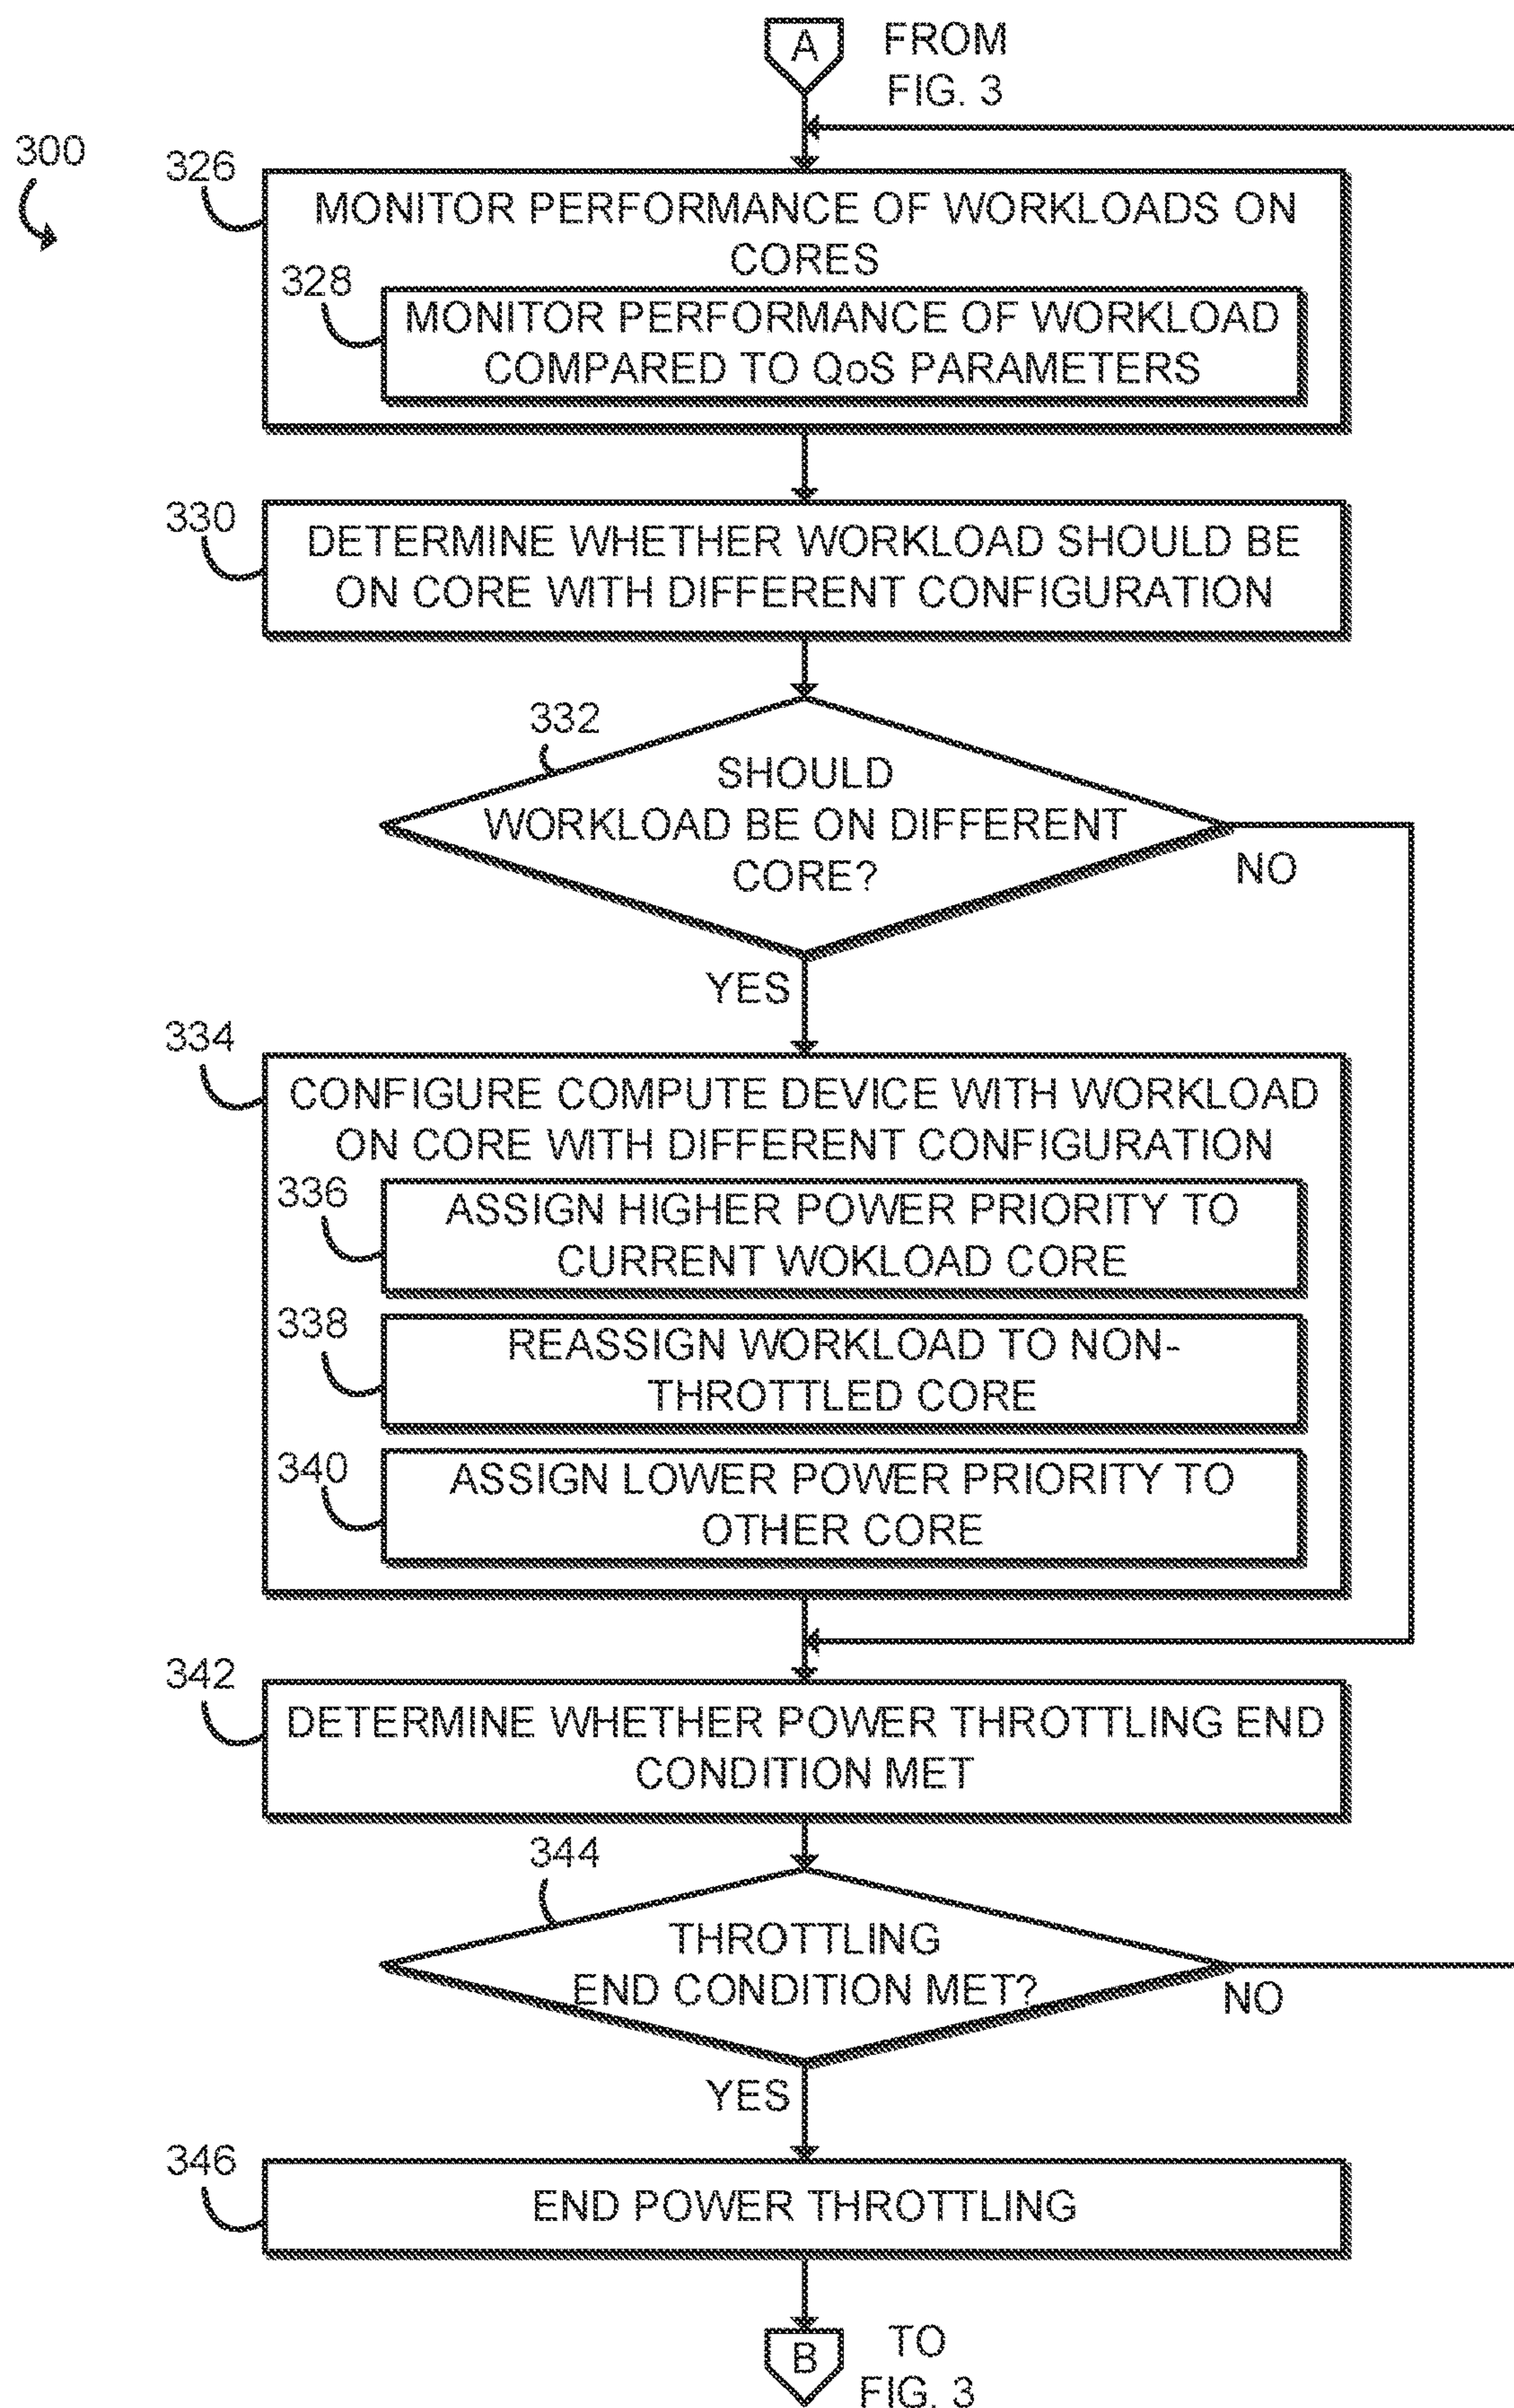 A
FROM
FIG. 3
300
326
MONITOR PERFORMANCE OF WORKLOADS ON
CORES
328
MONITOR PERFORMANCE OF WORKLOAD
COMPARED TO QoS PARAMETERS
330
DETERMINE WHETHER WORKLOAD SHOULD BE
ON CORE WITH DIFFERENT CONFIGURATION
332
SHOULD
WORKLOAD BE ON DIFFERENT
CORE?
NO
YES
334
CONFIGURE COMPUTE DEVICE WITH WORKLOAD
ON CORE WITH DIFFERENT CONFIGURATION
336
ASSIGN HIGHER POWER PRIORITY TO
CURRENT WOKLOAD CORE
338
REASSIGN WORKLOAD TO NON-
THROTTLED CORE
340
ASSIGN LOWER POWER PRIORITY TO
OTHER CORE
342
DETERMINE WHETHER POWER THROTTLING END
CONDITION MET
344
THROTTLING
END CONDITION MET?
NO
YES
346
END POWER THROTTLING
B
TO
FIG. 3